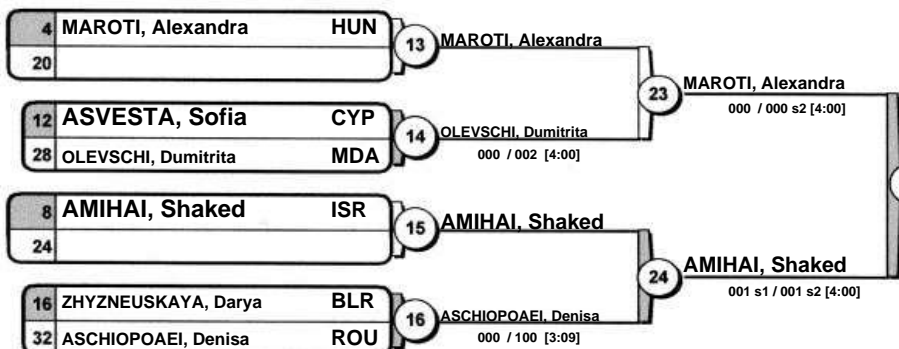 4 MAROTI, Alexandra HUN
20
13 MAROTI, Alexandra
12 ASVESTA, Sofia CYP
28 OLEVSCHI, Dumitrita MDA
14 OLEVSCHI, Dumitrita
000 / 002 [4:00]
23 MAROTI, Alexandra
000 / 000 s2 [4:00]
8 AMIHAI, Shaked ISR
24
15 AMIHAI, Shaked
16 ZHYZNEUSKAYA, Darya BLR
32 ASCHIOPOAEI, Denisa ROU
16 ASCHIOPOAEI, Denisa
000 / 100 [3:09]
24 AMIHAI, Shaked
001 s1 / 001 s2 [4:00]